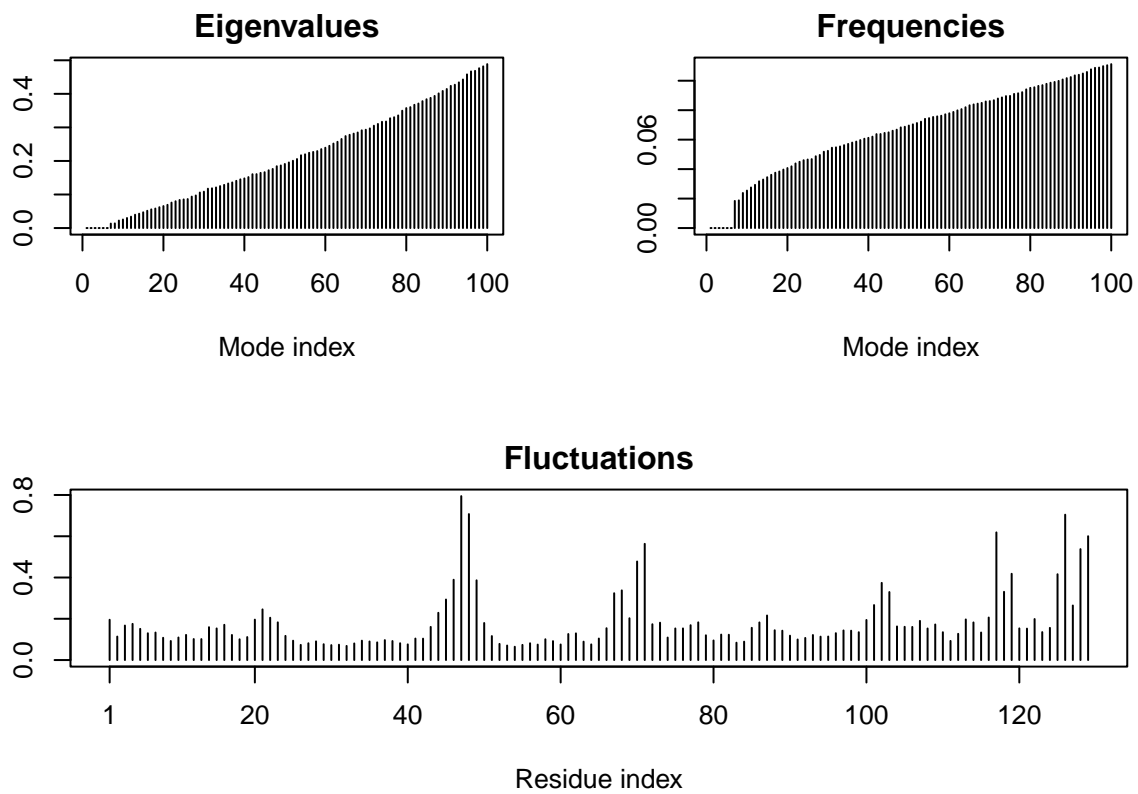 Eigenvalues
0.4
0.2
0.0
0 20 40 60 80 100
Mode index
Frequencies
0.06
0.00
0 20 40 60 80 100
Mode index
Fluctuations
0.8
0.4
0.0
1 20 40 60 80 100 120
Residue index